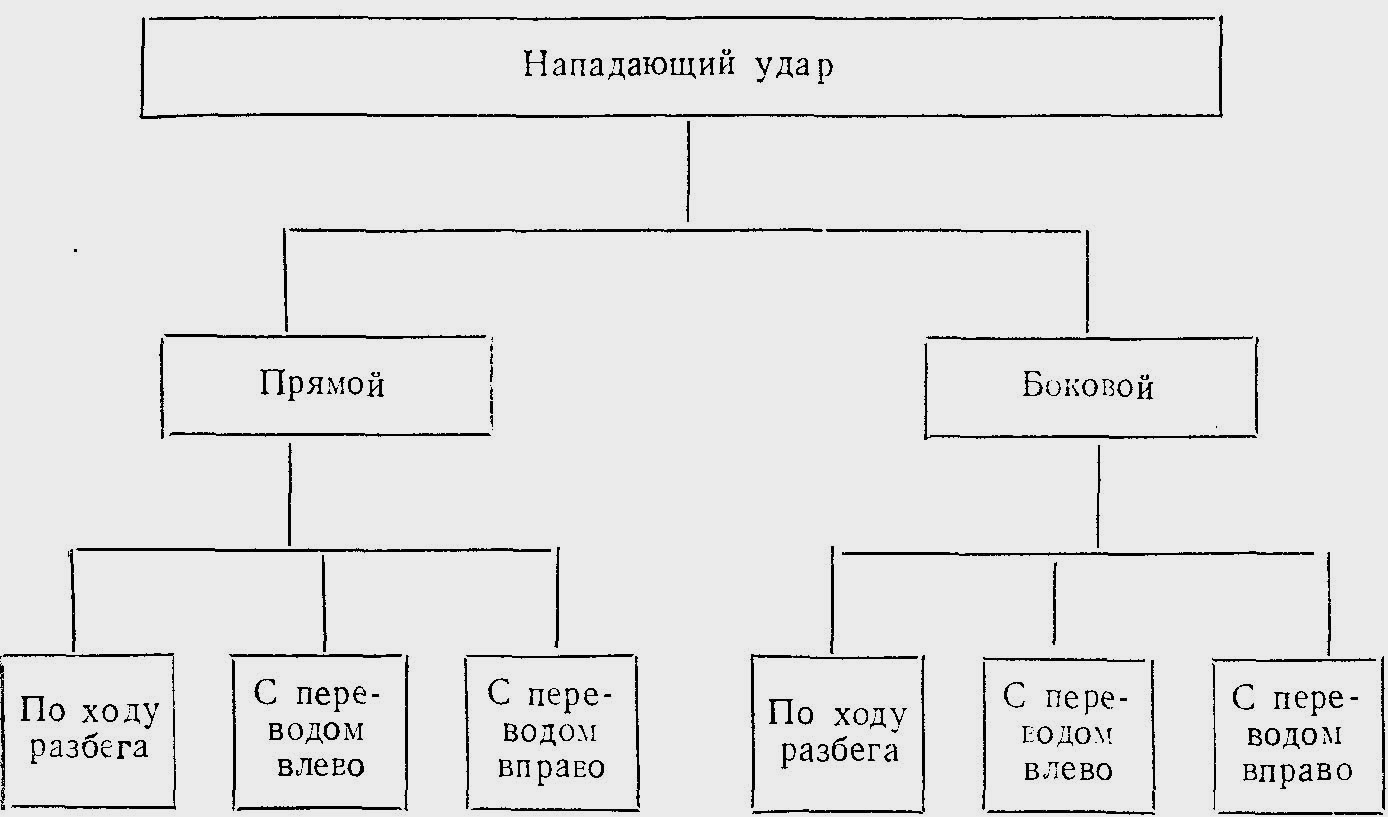 Нападающий удар
Прямой
Боковой
По ходу
разбега
С пере-
водом
влево
С пере-
водом
вправо
По ходу
разбега
С пере-
водом
влево
С пере-
водом
вправо